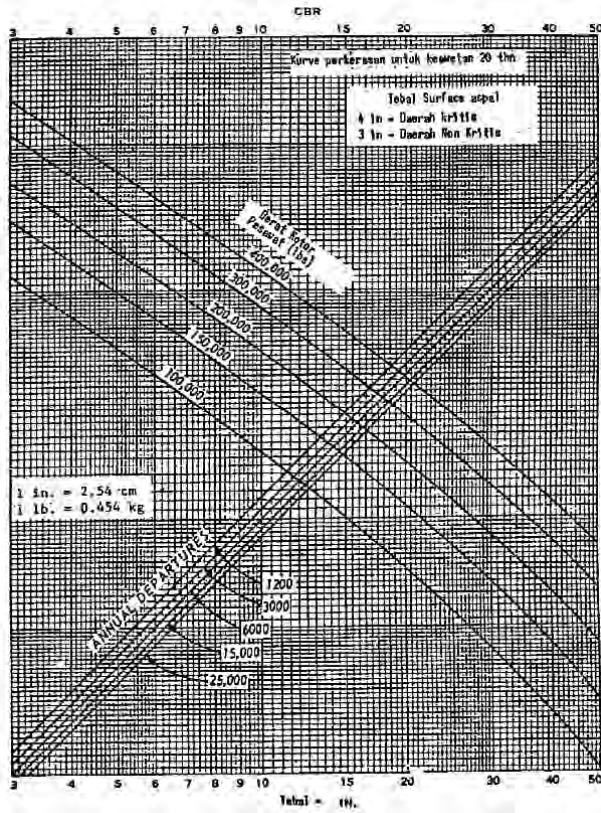 CBR
3 4 5 6 7 8 9 10 15 20 30 40 50
Kurve perkerasan untuk keawetan 20 thn
Tebal Surface aspal
4 in - Daerah kritis
3 in - Daerah Non Kritis
Berat Kotor
Pesawat (lbs)
400,000
300,000
200,000
150,000
100,000
1 in. = 2,54 cm
1 lb. = 0.454 kg
ANNUAL DEPARTURES
1200
3000
6000
15,000
25,000
3 4 5 6 7 8 9 10 15 20 30 40 50
Tebal = IN.